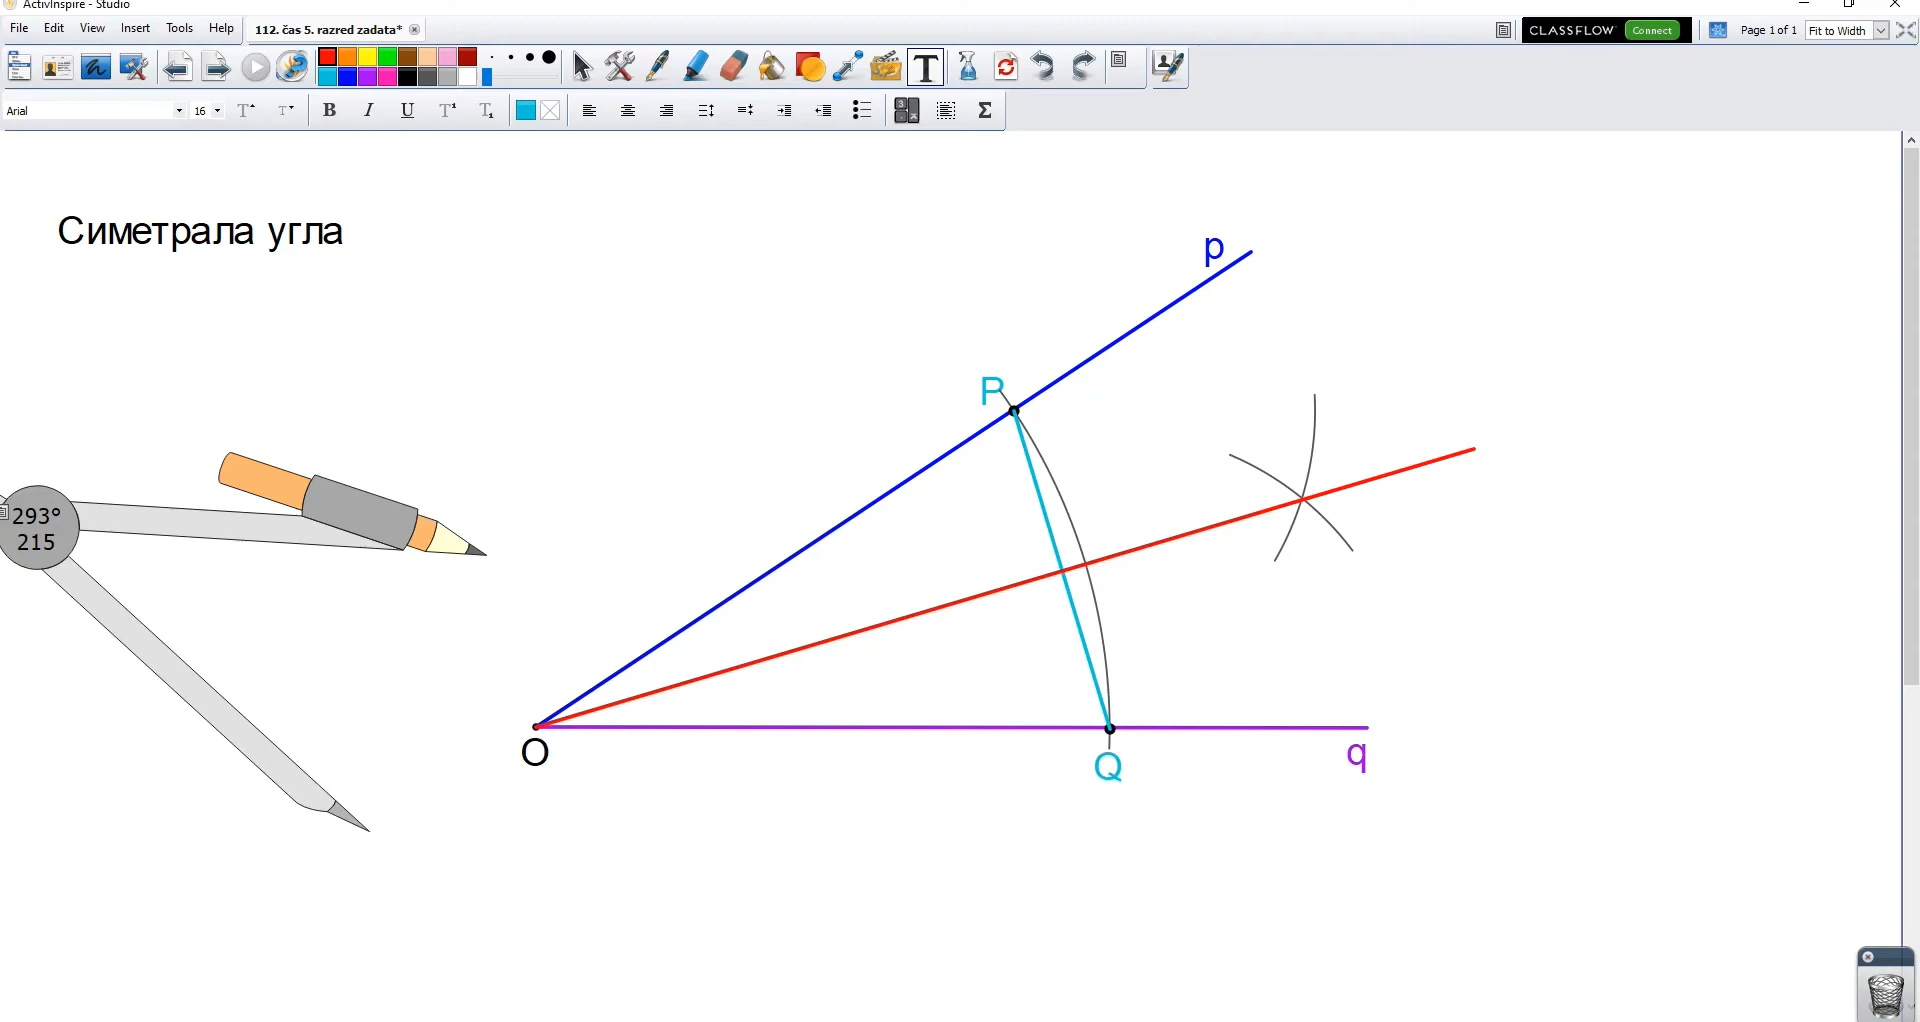 ActivInspire - Studio
File Edit View Insert Tools Help
112. čas 5. razred zadata*
CLASSFLOW Connect
Page 1 of 1
Fit to Width
Arial
16
Симетрала угла
p
P
293°
215
O
Q
q